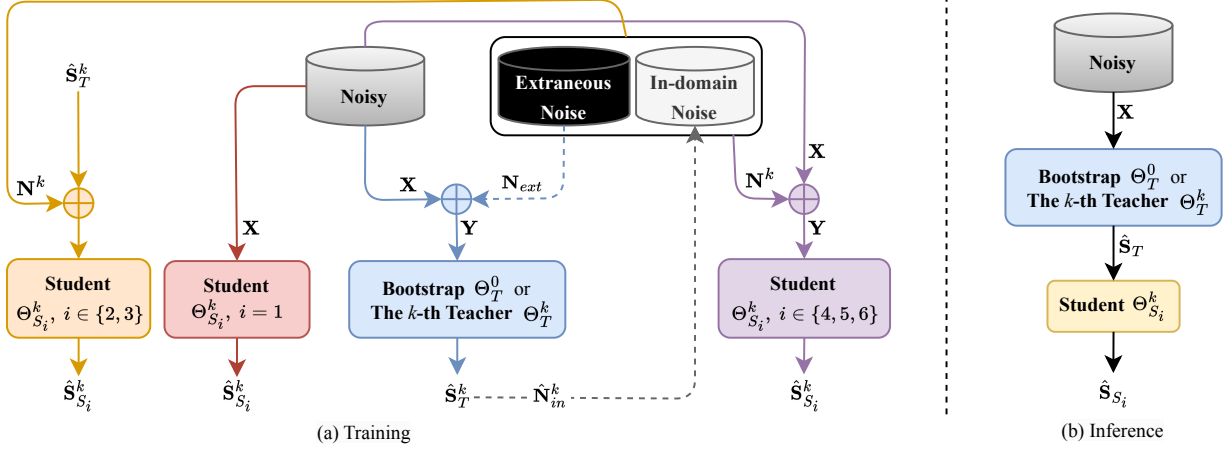 Ŝ_T^k
Noisy
Extraneous
Noise
In-domain
Noise
Noisy
N^k
X
N_ext
N^k
X
X
X
Y
Y
Student
Θ_{S_i}^k, i ∈ {2, 3}
Student
Θ_{S_i}^k, i = 1
Bootstrap Θ_T^0 or
The k-th Teacher Θ_T^k
Student
Θ_{S_i}^k, i ∈ {4, 5, 6}
Bootstrap Θ_T^0 or
The k-th Teacher Θ_T^k
Ŝ_T
Student Θ_{S_i}^k
Ŝ_{S_i}^k
Ŝ_{S_i}^k
Ŝ_T^k
N̂_in^k
Ŝ_{S_i}^k
Ŝ_{S_i}
(a) Training
(b) Inference